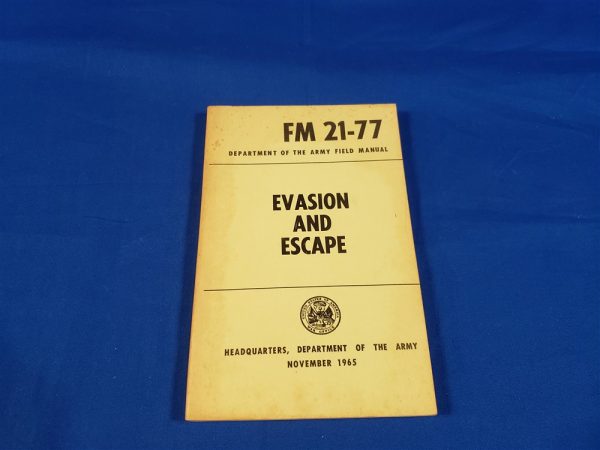 FM 21-77
DEPARTMENT OF THE ARMY FIELD MANUAL
EVASION
AND
ESCAPE
HEADQUARTERS, DEPARTMENT OF THE ARMY
NOVEMBER 1965